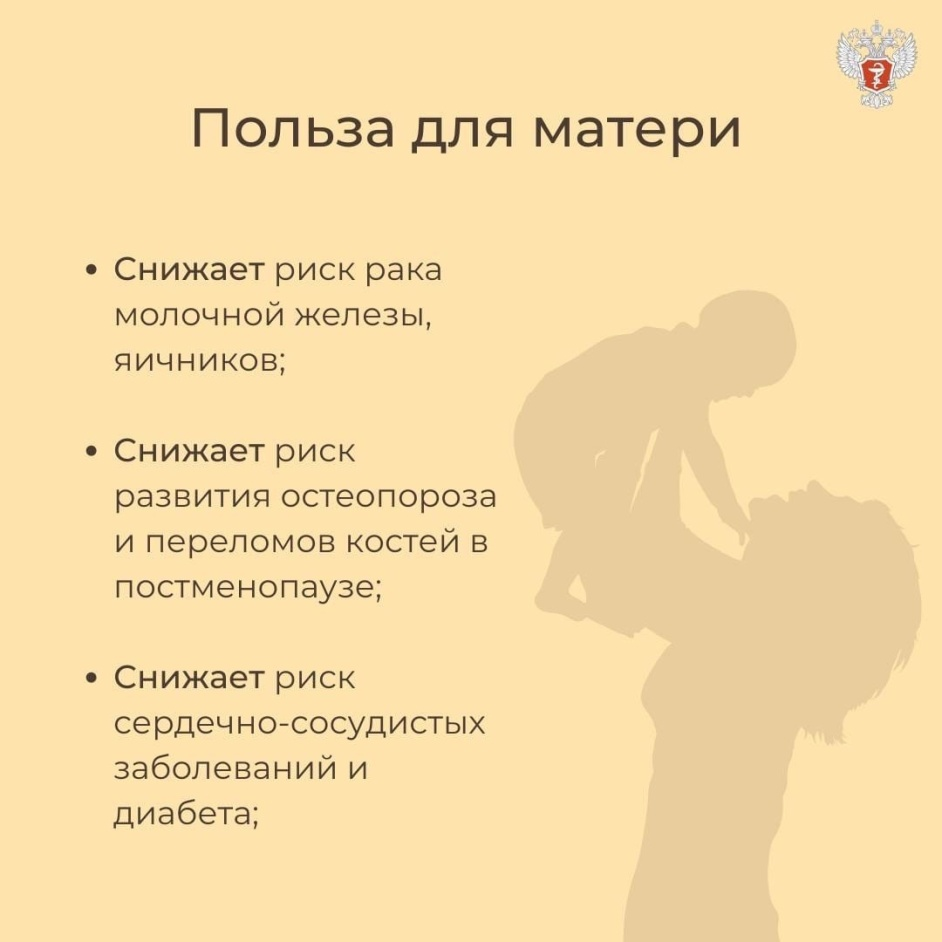 Польза для матери
• Снижает риск рака
молочной железы,
яичников;
• Снижает риск
развития остеопороза
и переломов костей в
постменопаузе;
• Снижает риск
сердечно-сосудистых
заболеваний и
диабета;